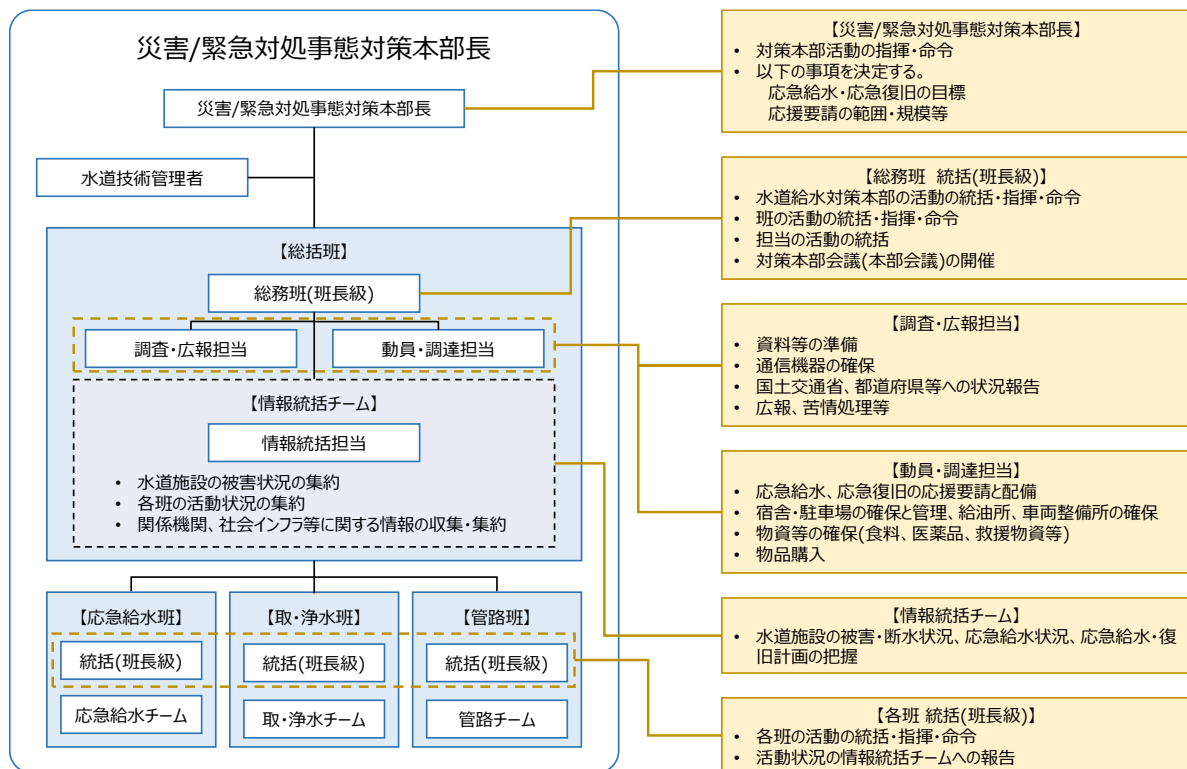 災害/緊急対処事態対策本部長
災害/緊急対処事態対策本部長
水道技術管理者
【総括班】
総務班(班長級)
調査・広報担当
動員・調達担当
【情報統括チーム】
情報統括担当
• 水道施設の被害状況の集約
• 各班の活動状況の集約
• 関係機関、社会インフラ等に関する情報の収集・集約
【応急給水班】
統括(班長級)
応急給水チーム
【取・浄水班】
統括(班長級)
取・浄水チーム
【管路班】
統括(班長級)
管路チーム
【災害/緊急対処事態対策本部長】
• 対策本部活動の指揮・命令
• 以下の事項を決定する。
応急給水・応急復旧の目標
応援要請の範囲・規模等
【総務班 統括(班長級)】
• 水道給水対策本部の活動の統括・指揮・命令
• 班の活動の統括・指揮・命令
• 担当の活動の統括
• 対策本部会議(本部会議)の開催
【調査・広報担当】
• 資料等の準備
• 通信機器の確保
• 国土交通省、都道府県等への状況報告
• 広報、苦情処理等
【動員・調達担当】
• 応急給水、応急復旧の応援要請と配備
• 宿舎・駐車場の確保と管理、給油所、車両整備所の確保
• 物資等の確保(食料、医薬品、救援物資等)
• 物品購入
【情報統括チーム】
• 水道施設の被害・断水状況、応急給水状況、応急給水・復
旧計画の把握
【各班 統括(班長級)】
• 各班の活動の統括・指揮・命令
• 活動状況の情報統括チームへの報告